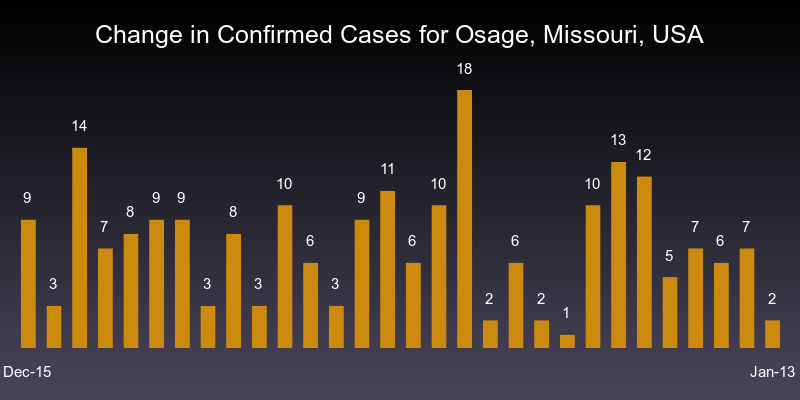 Change in Confirmed Cases for Osage, Missouri, USA
9 3 14 7 8 9 9 3 8 3 10 6 3 9 11 6 10 18 2 6 2 1 10 13 12 5 7 6 7 2
Dec-15 Jan-13